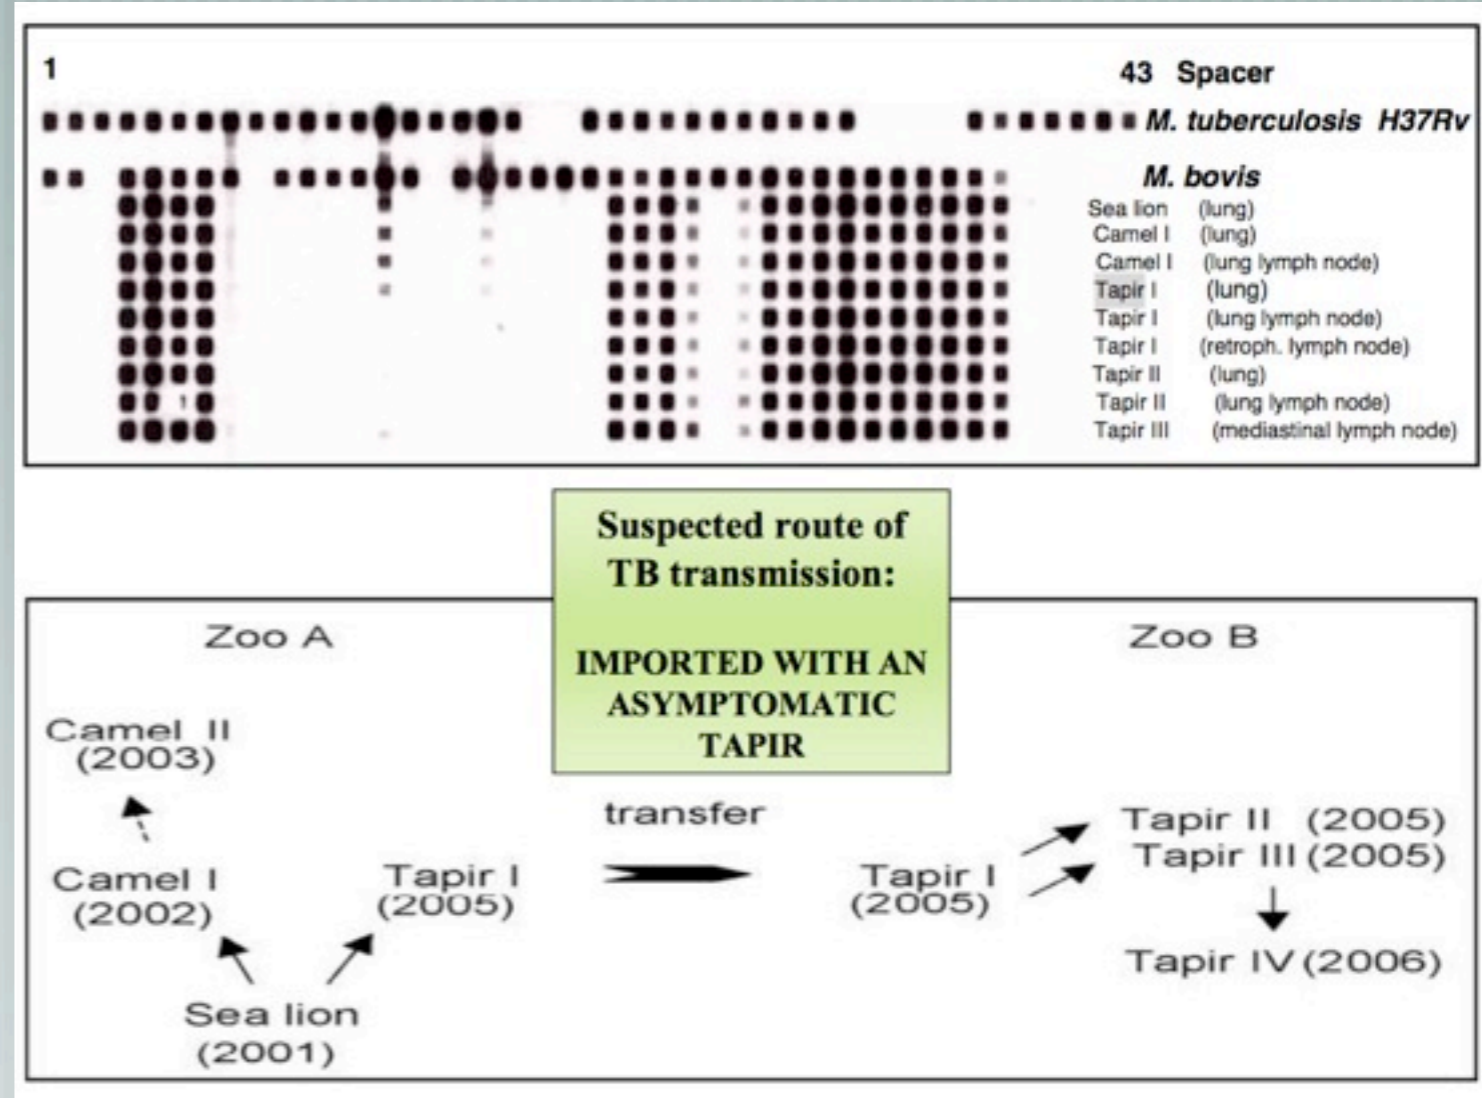 1 43 Spacer
M. tuberculosis H37Rv
M. bovis
Sea lion (lung)
Camel I (lung)
Camel I (lung lymph node)
Tapir I (lung)
Tapir I (lung lymph node)
Tapir I (retroph. lymph node)
Tapir II (lung)
Tapir II (lung lymph node)
Tapir III (mediastinal lymph node)
Suspected route of
TB transmission:
IMPORTED WITH AN
ASYMPTOMATIC
TAPIR
Zoo A
Camel II
(2003)
Camel I
(2002)
Tapir I
(2005)
Sea lion
(2001)
transfer
Zoo B
Tapir I
(2005)
Tapir II (2005)
Tapir III (2005)
Tapir IV (2006)